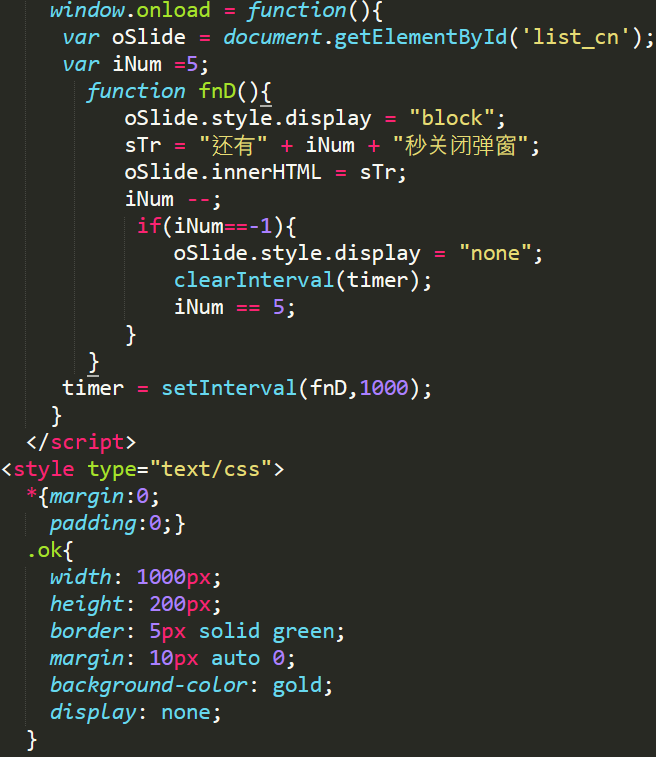 window.onload = function(){
var oSlide = document.getElementById('list_cn');
var iNum =5;
function fnD(){
oSlide.style.display = "block";
sTr = "还有" + iNum + "秒关闭弹窗";
oSlide.innerHTML = sTr;
iNum --;
if(iNum==-1){
oSlide.style.display = "none";
clearInterval(timer);
iNum == 5;
}
}
timer = setInterval(fnD,1000);
}
</script>
<style type="text/css">
*{margin:0;
padding:0;}
.ok{
width: 1000px;
height: 200px;
border: 5px solid green;
margin: 10px auto 0;
background-color: gold;
display: none;
}